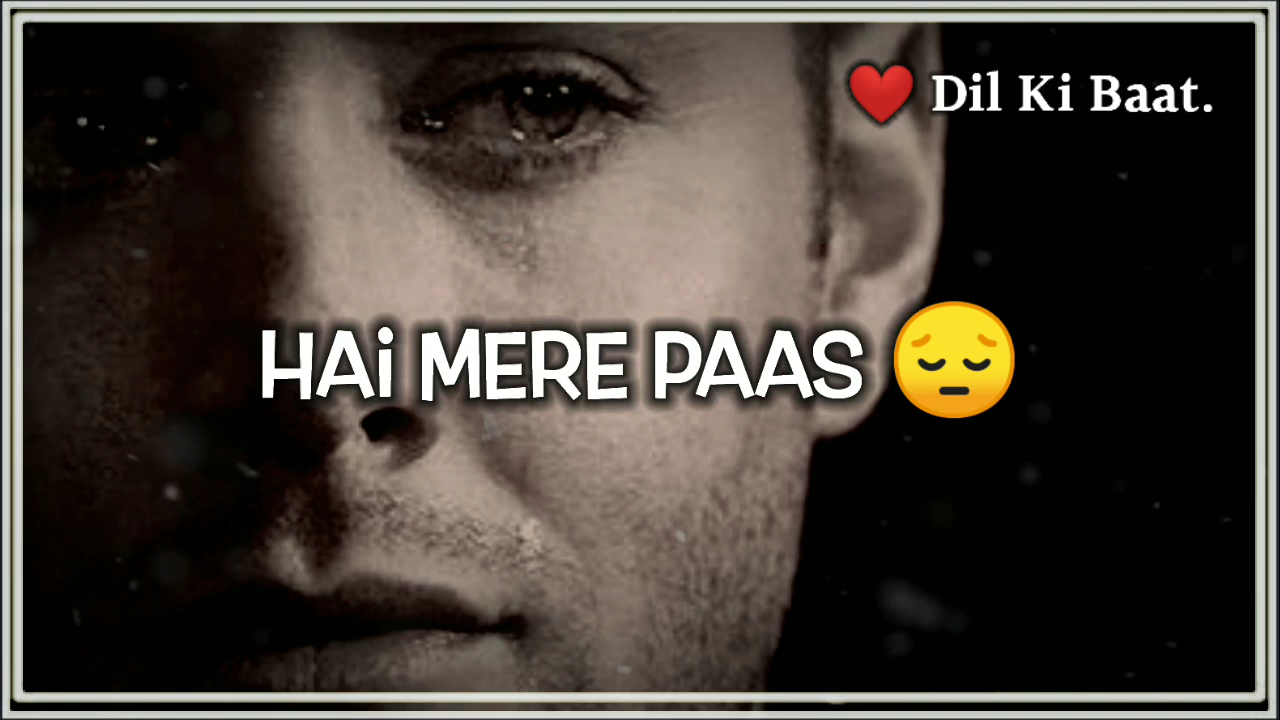 ❤️ Dil Ki Baat.
HAi MERE PAAS 😔